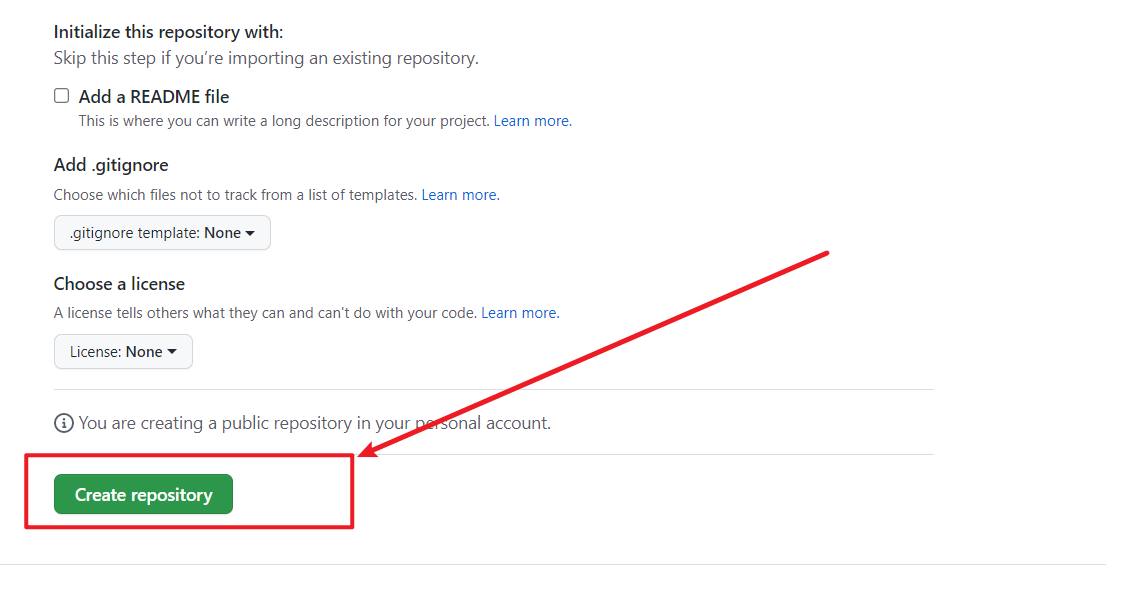 Initialize this repository with:
Skip this step if you’re importing an existing repository.
Add a README file
This is where you can write a long description for your project. Learn more.
Add .gitignore
Choose which files not to track from a list of templates. Learn more.
.gitignore template: None
Choose a license
A license tells others what they can and can't do with your code. Learn more.
License: None
You are creating a public repository in your personal account.
Create repository